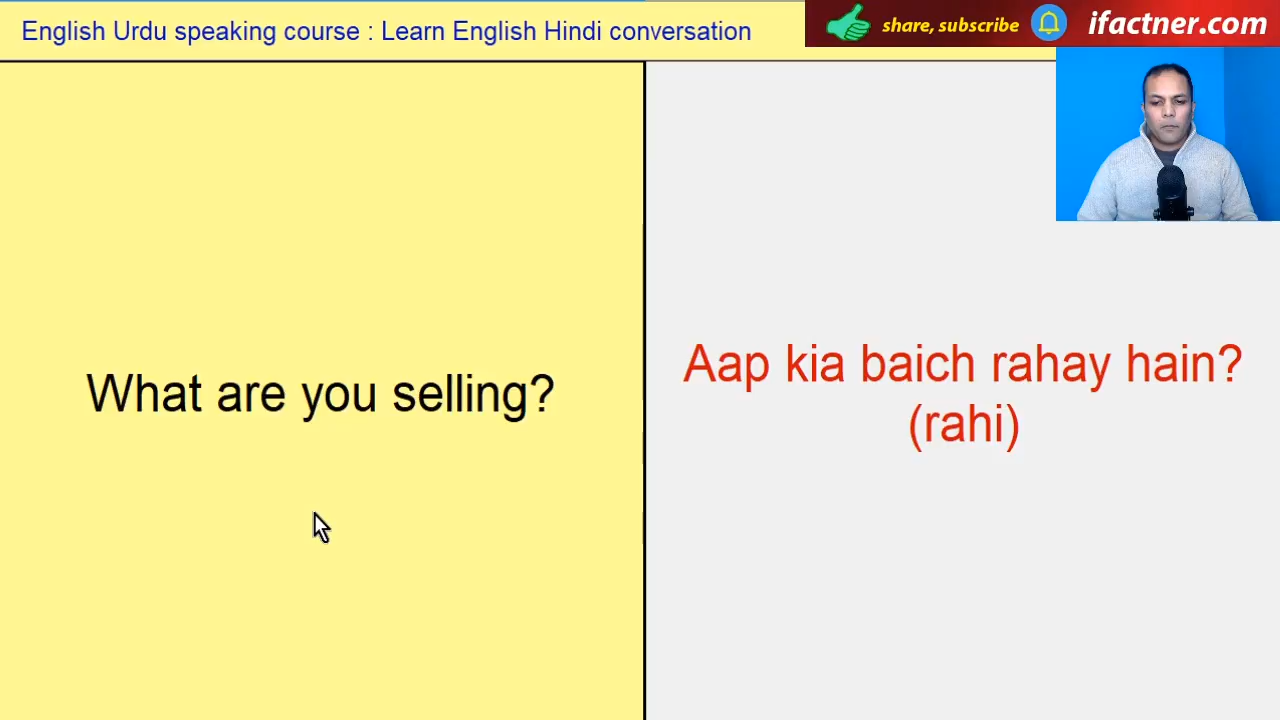 English Urdu speaking course : Learn English Hindi conversation
share, subscribe
ifactner.com
What are you selling?
Aap kia baich rahay hain?
(rahi)